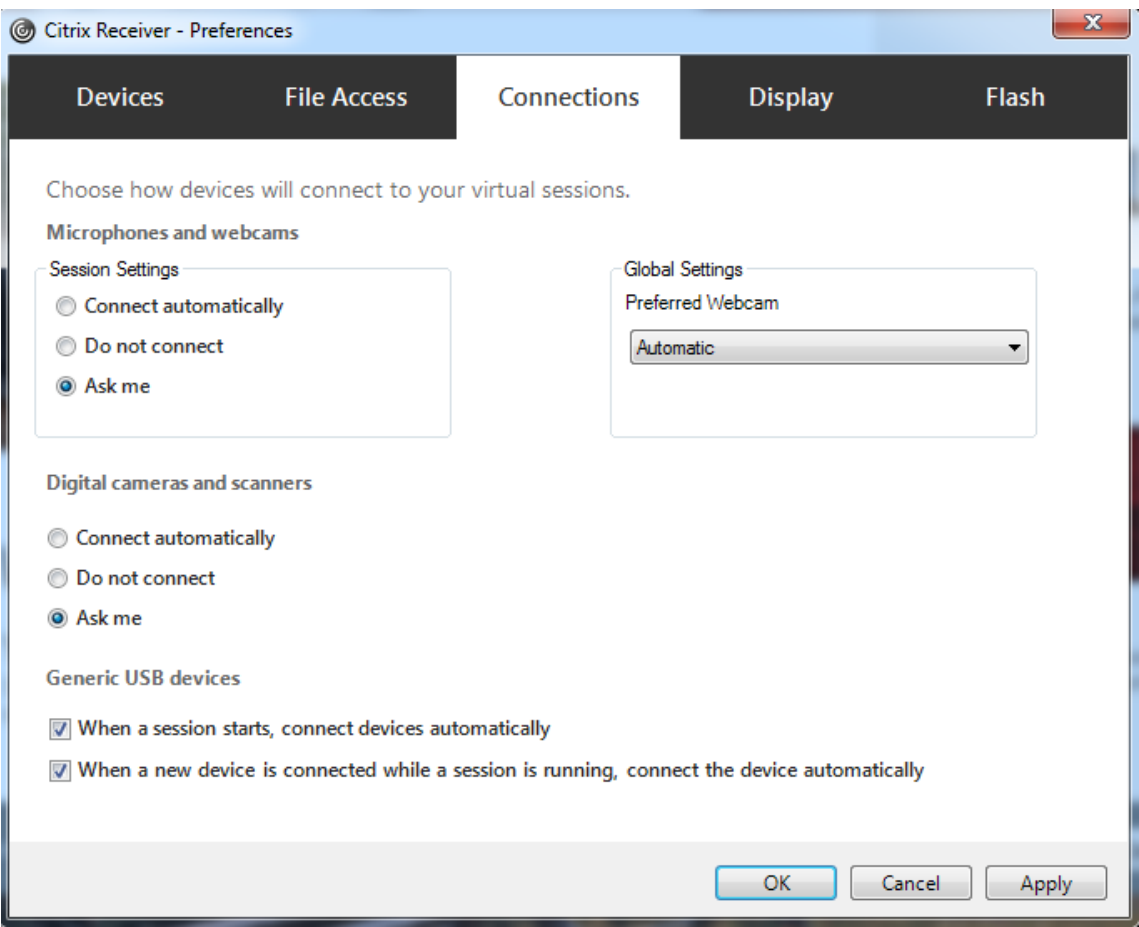 Citrix Receiver - Preferences
Devices File Access Connections Display Flash
Choose how devices will connect to your virtual sessions.
Microphones and webcams
Session Settings
Connect automatically
Do not connect
Ask me
Global Settings
Preferred Webcam
Automatic
Digital cameras and scanners
Connect automatically
Do not connect
Ask me
Generic USB devices
When a session starts, connect devices automatically
When a new device is connected while a session is running, connect the device automatically
OK Cancel Apply